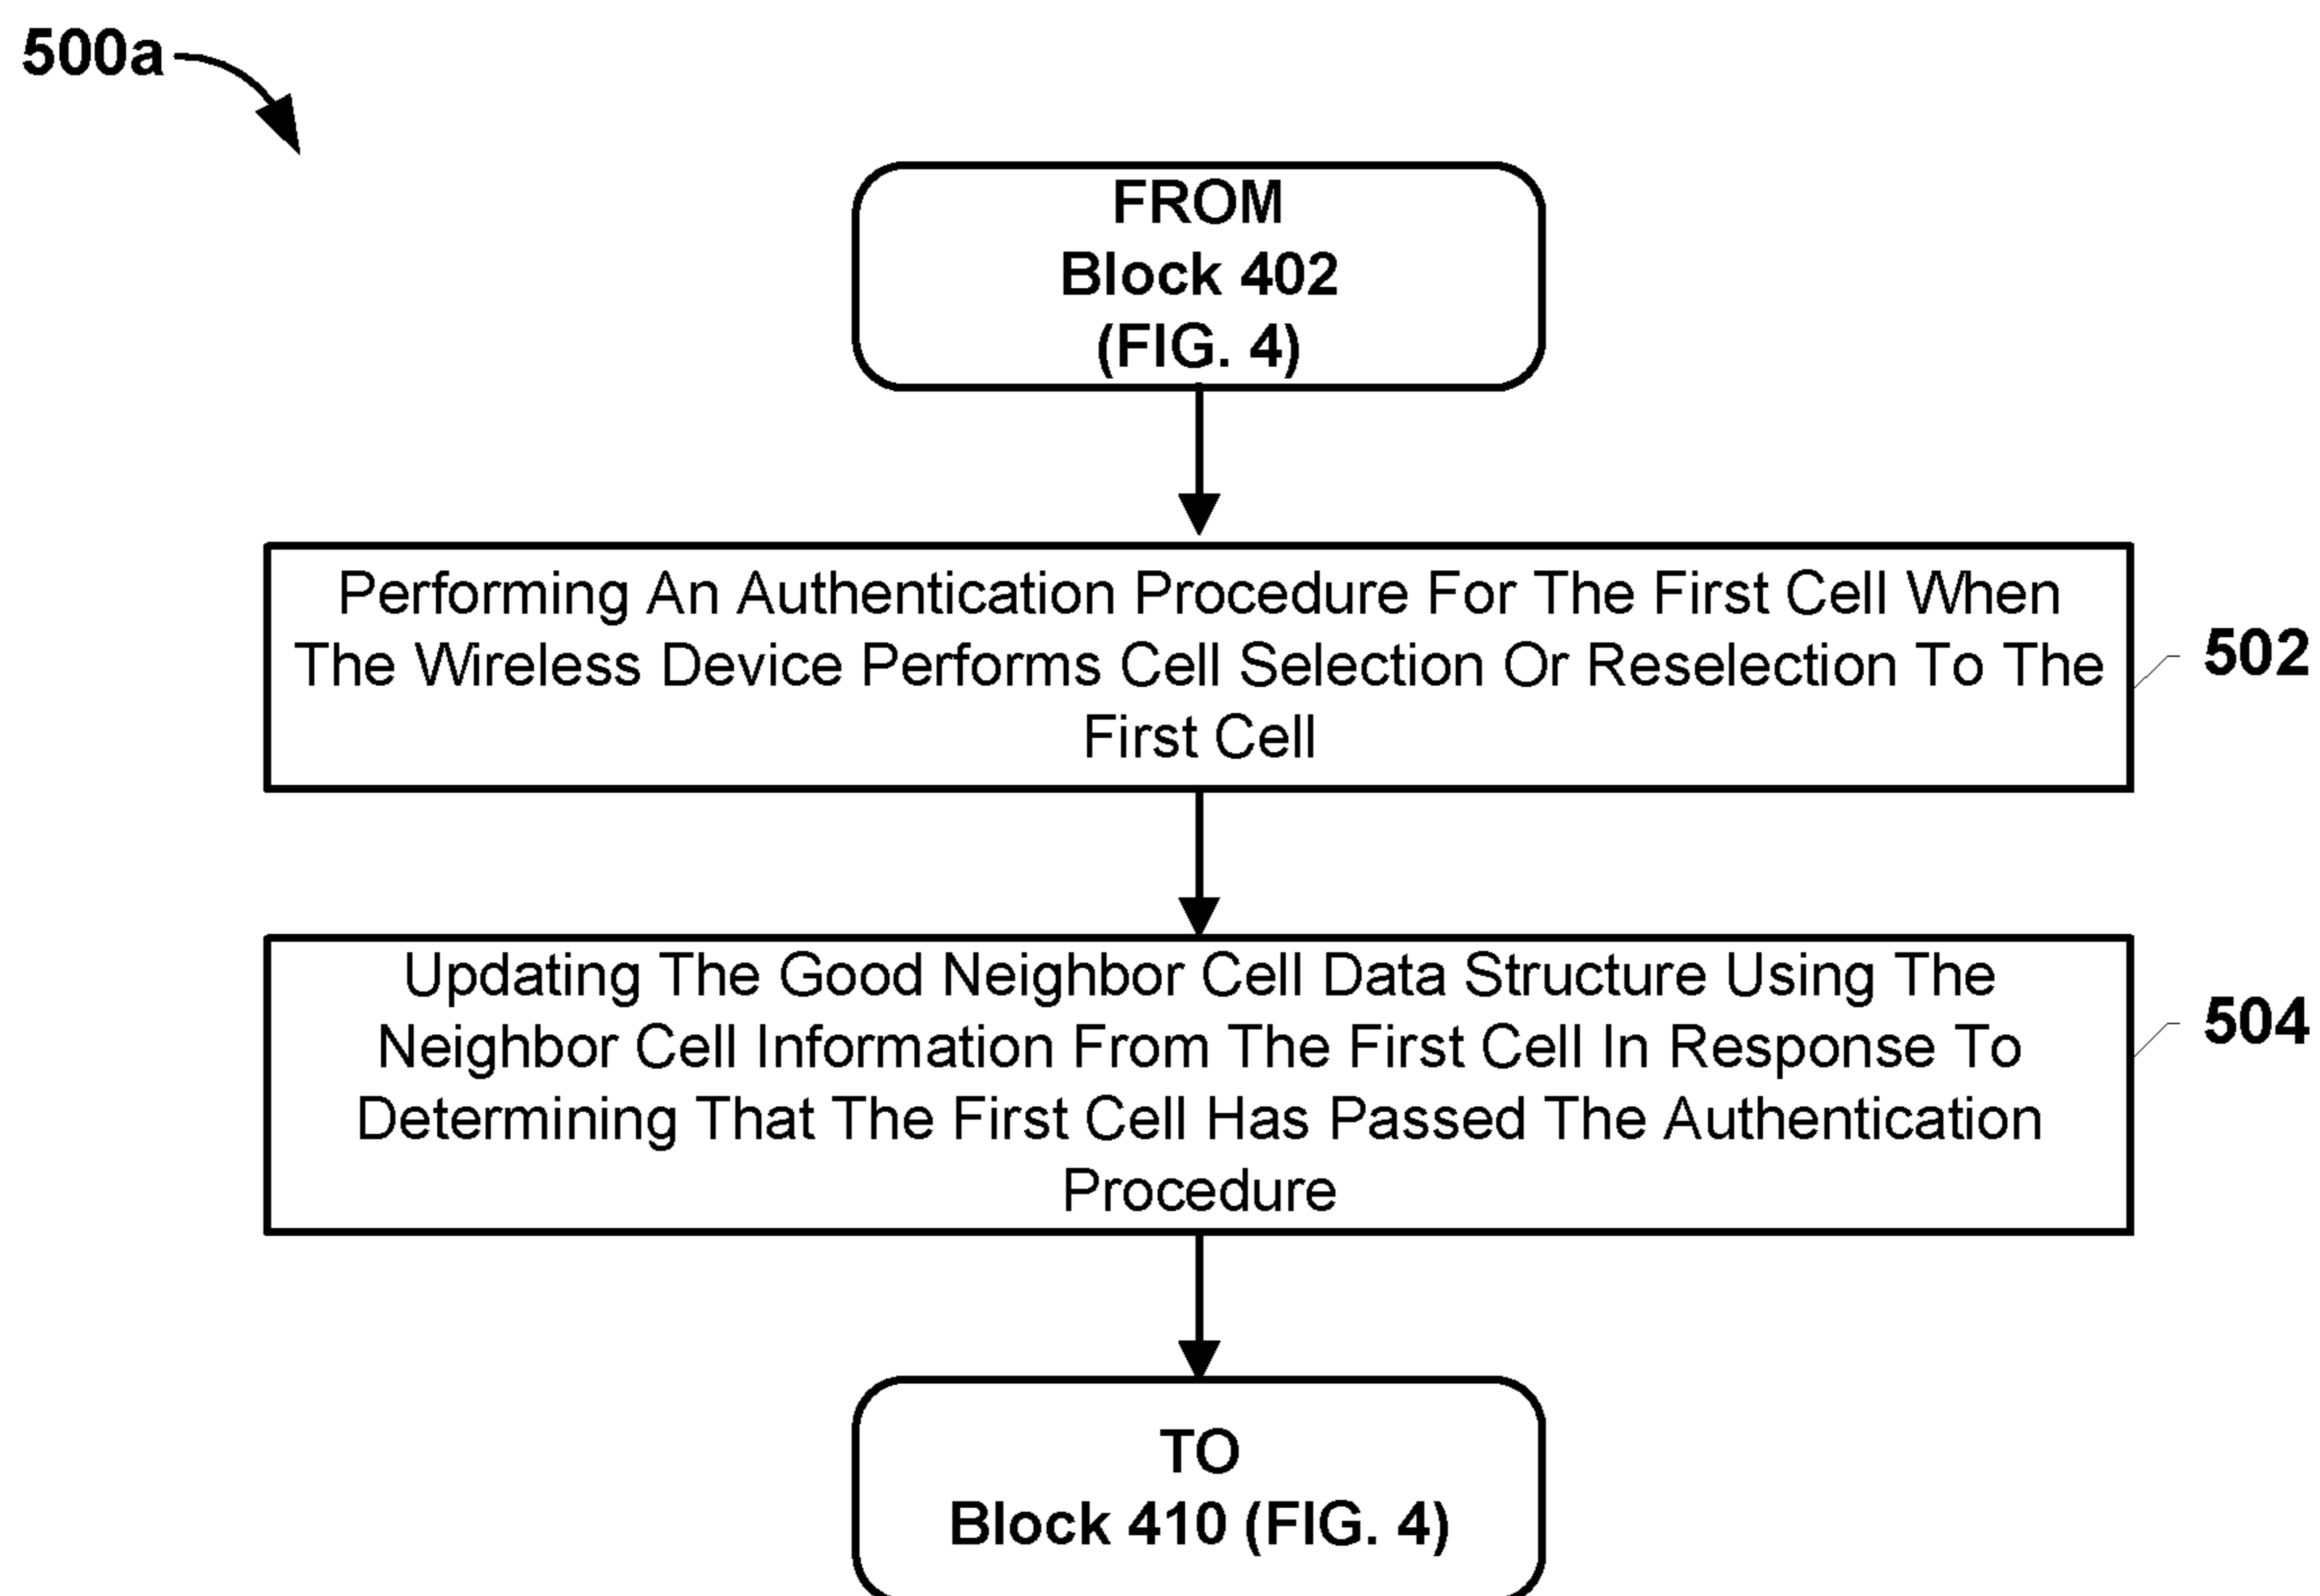 500a
FROM
Block 402
(FIG. 4)
Performing An Authentication Procedure For The First Cell When
The Wireless Device Performs Cell Selection Or Reselection To The
First Cell
502
Updating The Good Neighbor Cell Data Structure Using The
Neighbor Cell Information From The First Cell In Response To
Determining That The First Cell Has Passed The Authentication
Procedure
504
TO
Block 410 (FIG. 4)